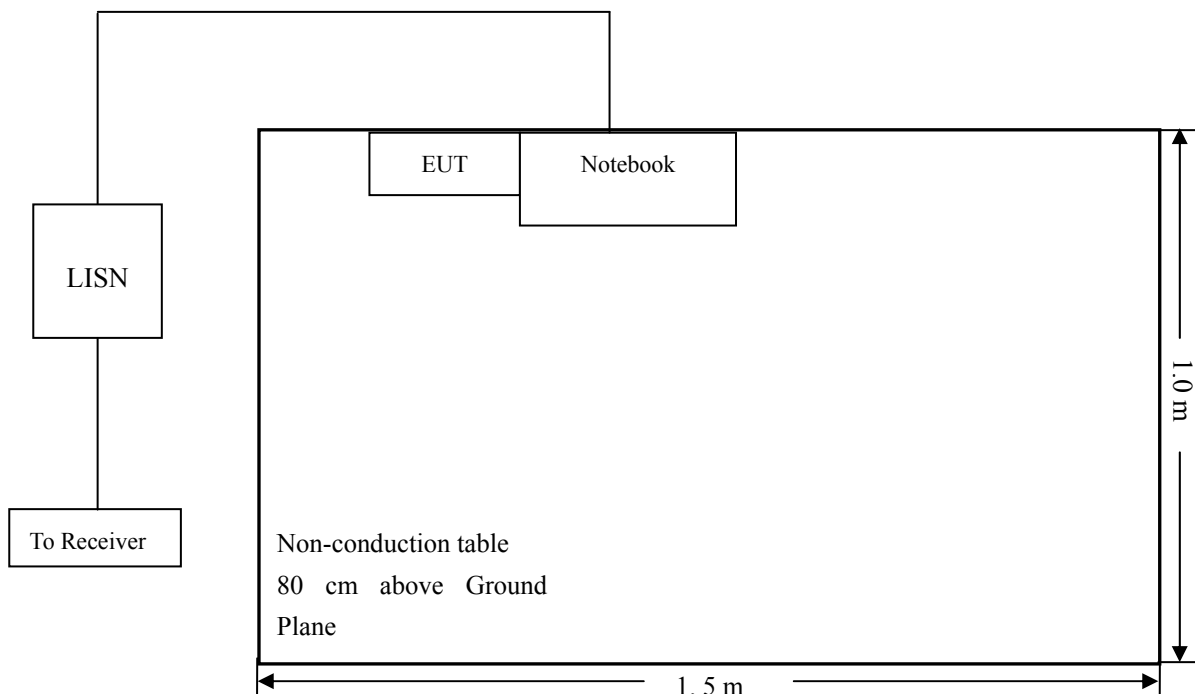 EUT
Notebook
LISN
1.0 m
To Receiver
Non-conduction table
80 cm above Ground
Plane
1. 5 m